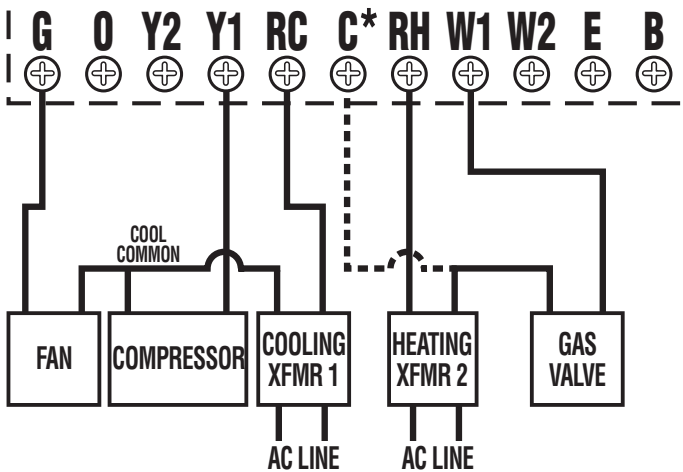 G O Y2 Y1 RC C* RH W1 W2 E B
COOL
COMMON
FAN
COMPRESSOR
COOLING
XFMR 1
HEATING
XFMR 2
GAS
VALVE
AC LINE
AC LINE